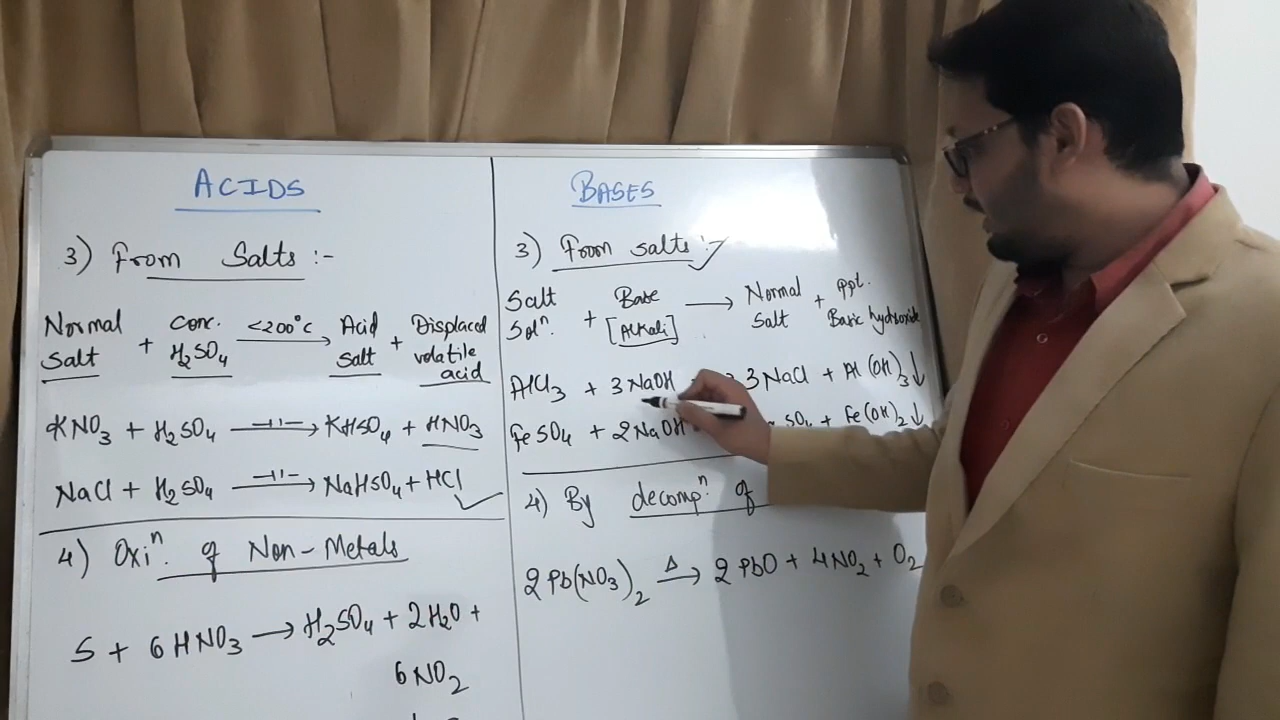 ACIDS
3) From Salts :-
Normal Salt + Conc. H₂SO₄ <200°C → Acid Salt + Displaced volatile acid
KNO₃ + H₂SO₄ —"→ KHSO₄ + HNO₃
NaCl + H₂SO₄ —"→ NaHSO₄ + HCl
4) Oxiⁿ. of Non-Metals
S + 6HNO₃ → H₂SO₄ + 2H₂O +
6NO₂
BASES
3) From salts :-
Salt Solⁿ. + Base [Alkali] → Normal Salt + ppt. Basic hydroxide
AlCl₃ + 3NaOH 3NaCl + Al(OH)₃↓
FeSO₄ + 2NaOH SO₄ + Fe(OH)₂↓
4) By decompⁿ. of
2Pb(NO₃)₂ Δ→ 2PbO + 4NO₂ + O₂